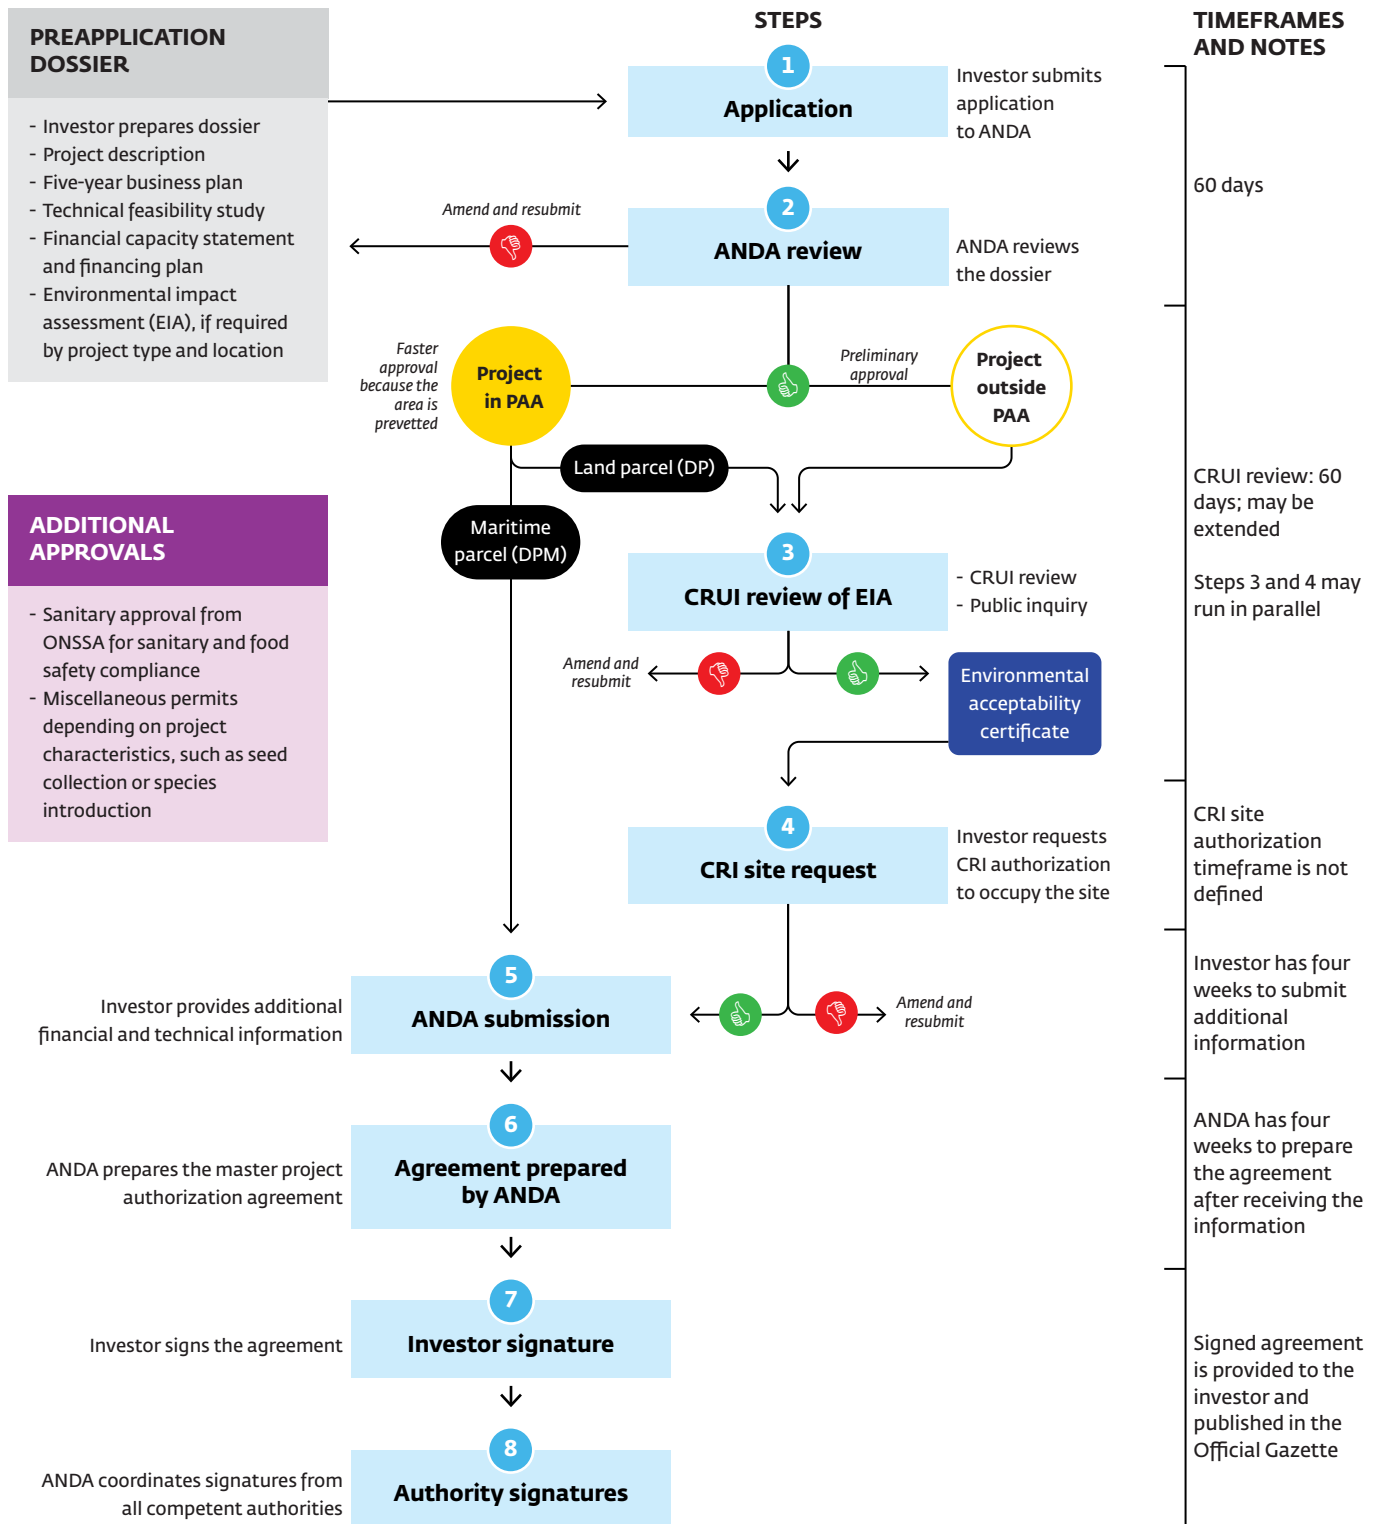 PREAPPLICATION
DOSSIER
- Investor prepares dossier
- Project description
- Five-year business plan
- Technical feasibility study
- Financial capacity statement
and financing plan
- Environmental impact
assessment (EIA), if required
by project type and location
ADDITIONAL
APPROVALS
- Sanitary approval from
ONSSA for sanitary and food
safety compliance
- Miscellaneous permits
depending on project
characteristics, such as seed
collection or species
introduction
STEPS
1
Application
Investor submits
application
to ANDA
2
ANDA review
ANDA reviews
the dossier
Amend and resubmit
Faster
approval
because the
area is
prevetted
Project
in PAA
Preliminary
approval
Project
outside
PAA
Land parcel (DP)
Maritime
parcel (DPM)
3
CRUI review of EIA
- CRUI review
- Public inquiry
Amend and
resubmit
Environmental
acceptability
certificate
4
CRI site request
Investor requests
CRI authorization
to occupy the site
Amend and
resubmit
5
ANDA submission
Investor provides additional
financial and technical information
6
Agreement prepared
by ANDA
ANDA prepares the master project
authorization agreement
7
Investor signature
Investor signs the agreement
8
Authority signatures
ANDA coordinates signatures from
all competent authorities
TIMEFRAMES
AND NOTES
60 days
CRUI review: 60
days; may be
extended
Steps 3 and 4 may
run in parallel
CRI site
authorization
timeframe is not
defined
Investor has four
weeks to submit
additional
information
ANDA has four
weeks to prepare
the agreement
after receiving the
information
Signed agreement
is provided to the
investor and
published in the
Official Gazette